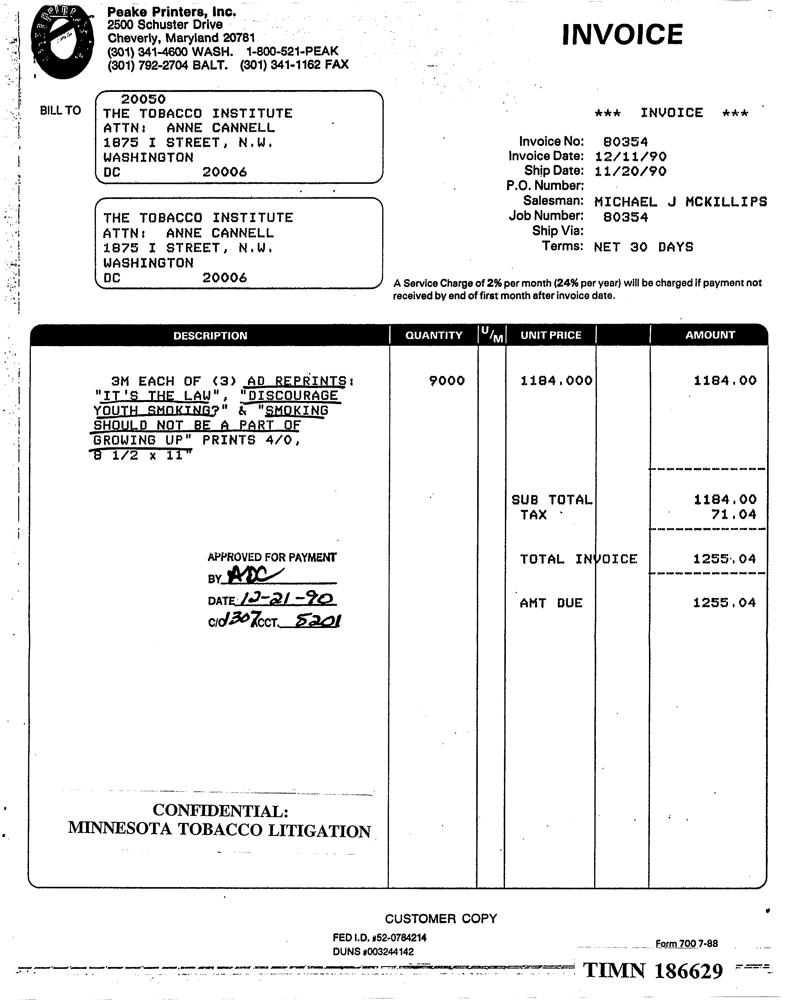 Peake Printers, Inc.
2500 Schuster Drive
Cheverly, Maryland 20781
(301) 341-4600 WASH. 1-800-521-PEAK
(301) 792-2704 BALT. (301) 341-1162 FAX
INVOICE
BILL TO
20050
THE TOBACCO INSTITUTE
ATTN: ANNE CANNELL
1875 I STREET, N.W.
WASHINGTON
DC 20006
THE TOBACCO INSTITUTE
ATTN: ANNE CANNELL
1875 I STREET, N.W.
WASHINGTON
DC 20006
*** INVOICE ***
Invoice No: 80354
Invoice Date: 12/11/90
Ship Date: 11/20/90
P.O. Number:
Salesman: MICHAEL J MCKILLIPS
Job Number: 80354
Ship Via:
Terms: NET 30 DAYS
A Service Charge of 2% per month (24% per year) will be charged if payment not
received by end of first month after invoice date.
DESCRIPTION QUANTITY U/M UNIT PRICE AMOUNT
3M EACH OF (3) AD REPRINTS: 9000 1184.000 1184.00
"IT'S THE LAW", "DISCOURAGE
YOUTH SMOKING?" & "SMOKING
SHOULD NOT BE A PART OF
GROWING UP" PRINTS 4/0,
8 1/2 x 11"
SUB TOTAL 1184.00
TAX 71.04
TOTAL INVOICE 1255.04
AMT DUE 1255.04
APPROVED FOR PAYMENT
BY ADC
DATE 12-21-90
C/C 1307 ACCT. 5201
CONFIDENTIAL:
MINNESOTA TOBACCO LITIGATION
CUSTOMER COPY
FED I.D. #52-0784214
DUNS #003244142
Form 700 7-88
TIMN 186629